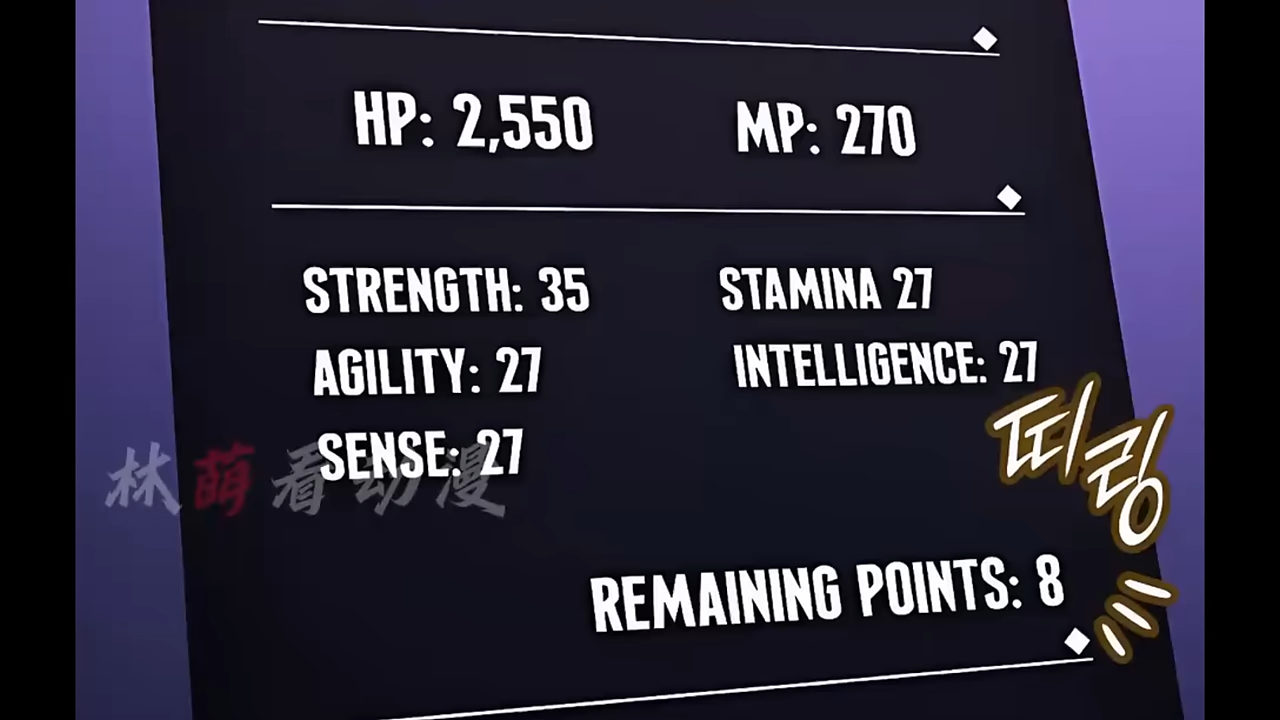 HP: 2,550 MP: 270
STRENGTH: 35 STAMINA 27
AGILITY: 27 INTELLIGENCE: 27
SENSE: 27
林萌看动漫
띠링
REMAINING POINTS: 8